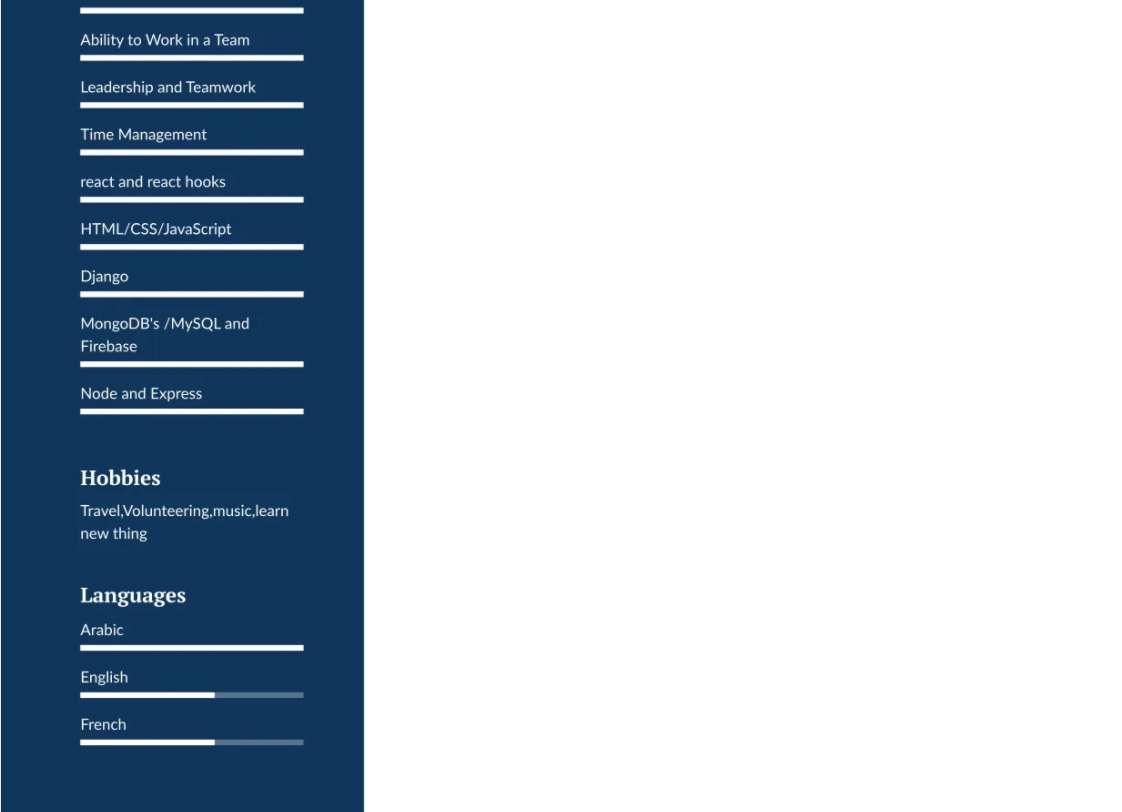 Ability to Work in a Team
Leadership and Teamwork
Time Management
react and react hooks
HTML/CSS/JavaScript
Django
MongoDB's /MySQL and
Firebase
Node and Express
Hobbies
Travel,Volunteering,music,learn
new thing
Languages
Arabic
English
French